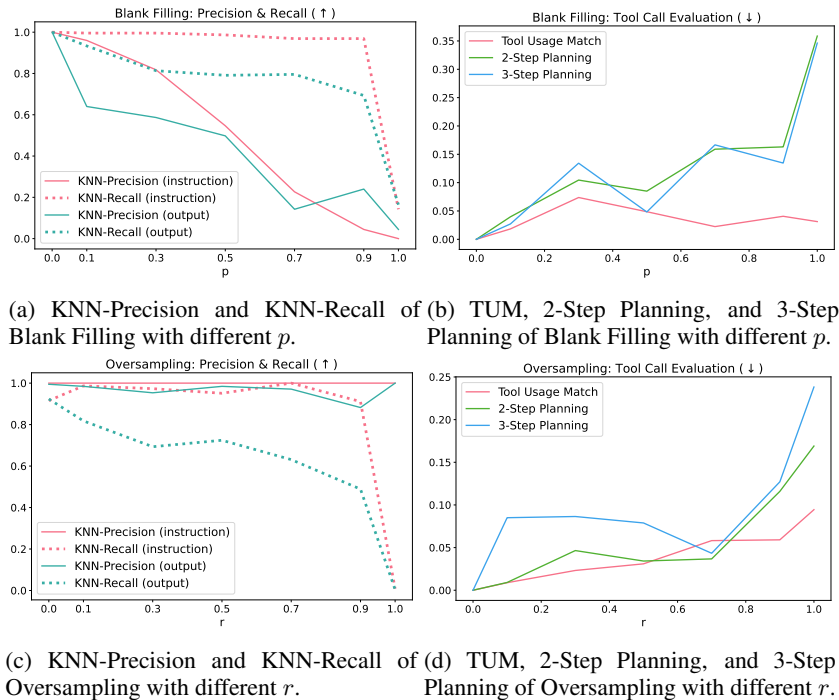 Blank Filling: Precision & Recall (↑)
1.0
0.8
0.6
0.4
0.2
0.0
KNN-Precision (instruction)
KNN-Recall (instruction)
KNN-Precision (output)
KNN-Recall (output)
0.0 0.1 0.3 0.5 0.7 0.9 1.0
p
Blank Filling: Tool Call Evaluation (↓)
0.35
0.30
0.25
0.20
0.15
0.10
0.05
0.00
Tool Usage Match
2-Step Planning
3-Step Planning
0.0 0.2 0.4 0.6 0.8 1.0
p
(a) KNN-Precision and KNN-Recall of
Blank Filling with different p.
(b) TUM, 2-Step Planning, and 3-Step
Planning of Blank Filling with different p.
Oversampling: Precision & Recall (↑)
1.0
0.8
0.6
0.4
0.2
0.0
KNN-Precision (instruction)
KNN-Recall (instruction)
KNN-Precision (output)
KNN-Recall (output)
0.0 0.1 0.3 0.5 0.7 0.9 1.0
r
Oversampling: Tool Call Evaluation (↓)
0.25
0.20
0.15
0.10
0.05
0.00
Tool Usage Match
2-Step Planning
3-Step Planning
0.0 0.2 0.4 0.6 0.8 1.0
r
(c) KNN-Precision and KNN-Recall of
Oversampling with different r.
(d) TUM, 2-Step Planning, and 3-Step
Planning of Oversampling with different r.